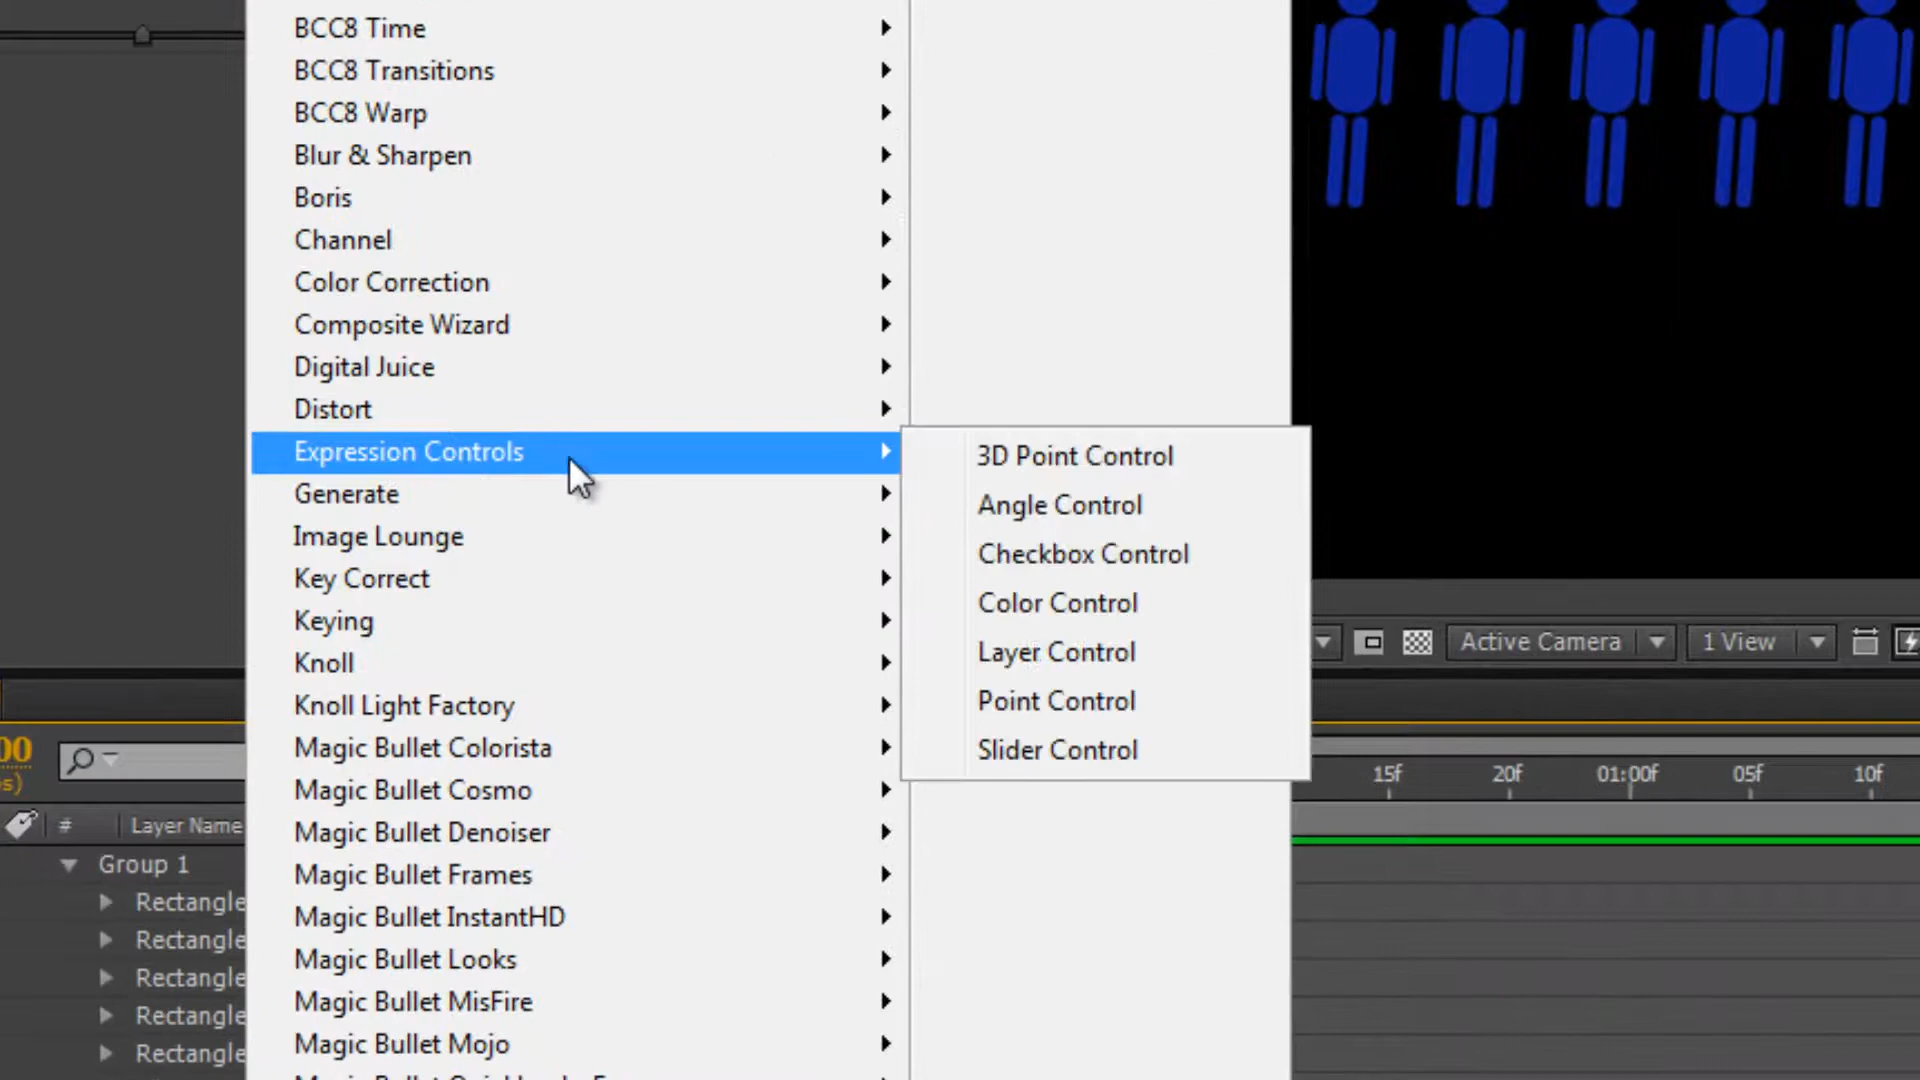 BCC8 Time
BCC8 Transitions
BCC8 Warp
Blur & Sharpen
Boris
Channel
Color Correction
Composite Wizard
Digital Juice
Distort
Expression Controls
Generate
Image Lounge
Key Correct
Keying
Knoll
Knoll Light Factory
Magic Bullet Colorista
Magic Bullet Cosmo
Magic Bullet Denoiser
Magic Bullet Frames
Magic Bullet InstantHD
Magic Bullet Looks
Magic Bullet MisFire
Magic Bullet Mojo
3D Point Control
Angle Control
Checkbox Control
Color Control
Layer Control
Point Control
Slider Control
Active Camera
1 View
15f 20f 01:00f 05f 10f
00
s)
# Layer Name
Group 1
Rectangle
Rectangle
Rectangle
Rectangle
Rectangle